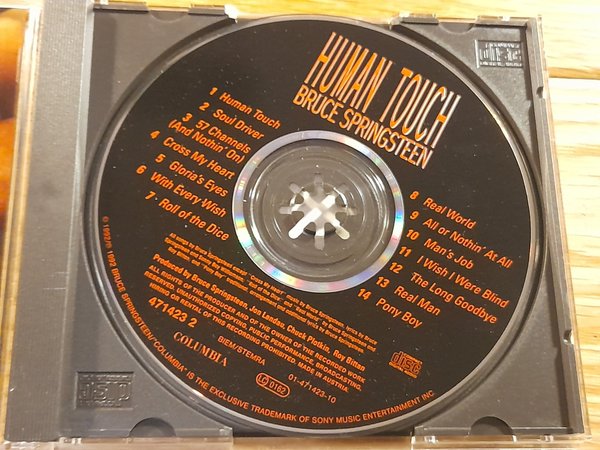 HUMAN TOUCH
BRUCE SPRINGSTEEN
1 Human Touch
2 Soul Driver
3 57 Channels
(And Nothin' On)
4 Cross My Heart
5 Gloria's Eyes
6 With Every Wish
7 Roll of the Dice
8 Real World
9 All or Nothin' At All
10 Man's Job
11 I Wish I Were Blind
12 The Long Goodbye
13 Real Man
14 Pony Boy
Produced by Bruce Springsteen, Jon Landau, Chuck Plotkin, Roy Bittan
ALL RIGHTS OF THE PRODUCER AND OF THE OWNER OF THE RECORDED WORK
RESERVED. UNAUTHORIZED COPYING, PUBLIC PERFORMANCE, BROADCASTING,
HIRING OR RENTAL OF THIS RECORDING PROHIBITED. MADE IN AUSTRIA.
471423 2
COLUMBIA
BIEM/STEMRA
LC 0162
01-471423-10
disc
"COLUMBIA" IS THE EXCLUSIVE TRADEMARK OF SONY MUSIC ENTERTAINMENT INC
disc
disc